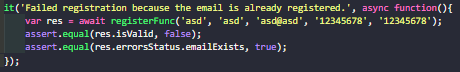 it('Failed registration because the email is already registered.', async function(){
    var res = await registerFunc('asd', 'asd', 'asd@asd', '12345678', '12345678');
    assert.equal(res.isValid, false);
    assert.equal(res.errorsStatus.emailExists, true);
});